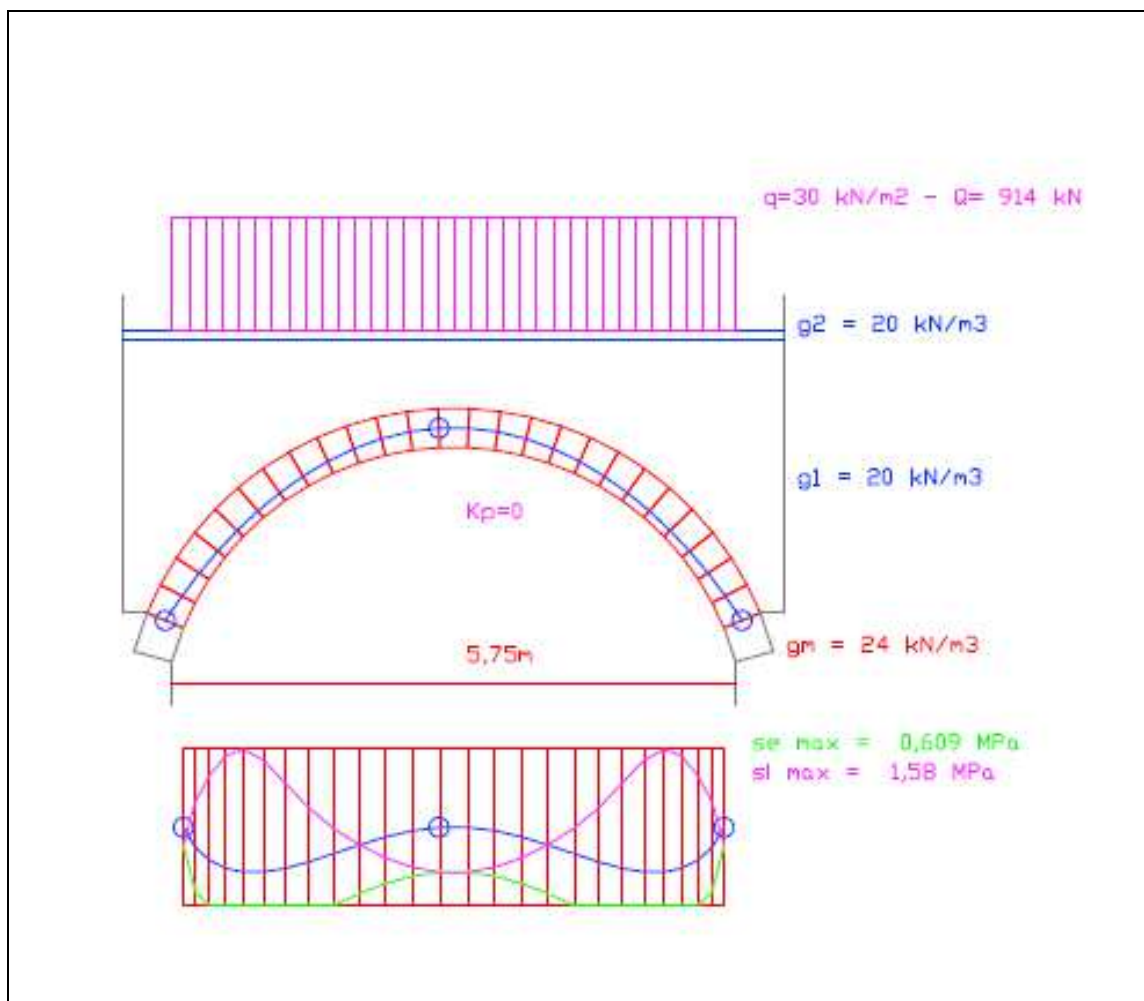 q=30 kN/m2 - Q= 914 kN
g2 = 20 kN/m3
g1 = 20 kN/m3
Kp=0
5,75m
gm = 24 kN/m3
se max = 0,609 MPa
sl max = 1,58 MPa